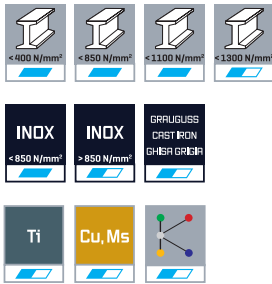 <400 N/mm² <850 N/mm² <1100 N/mm² <1300 N/mm²
INOX INOX GRAUGUSS
CAST IRON
GHISA GRIGIA
<850 N/mm² >850 N/mm²
Ti Cu, Ms